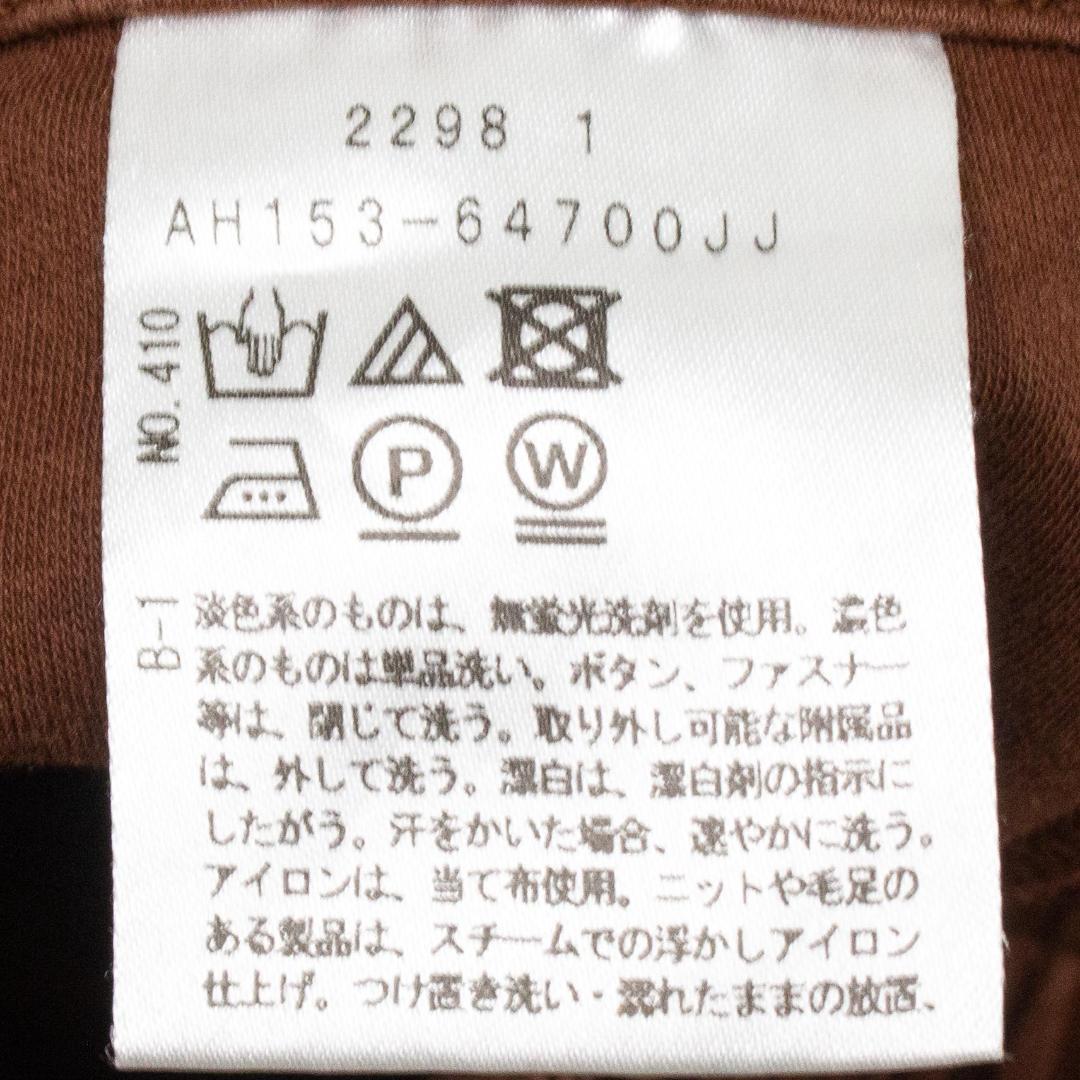 2298 1
AH153-64700JJ
NO.410
P
W
B-1
淡色系のものは、無蛍光洗剤を使用。濃色
系のものは単品洗い。ボタン、ファスナー
等は、閉じて洗う。取り外し可能な附属品
は、外して洗う。漂白は、漂白剤の指示に
したがう。汗をかいた場合、速やかに洗う。
アイロンは、当て布使用。ニットや毛足の
ある製品は、スチームでの浮かしアイロン
仕上げ。つけ置き洗い・濡れたままの放置、